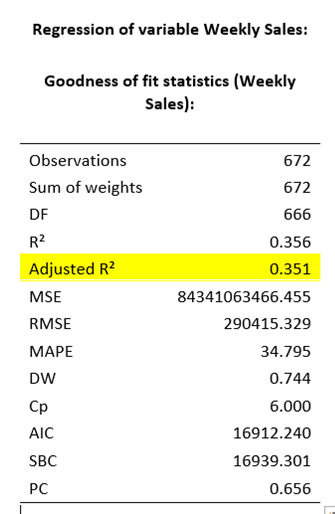 Regression of variable Weekly Sales:
Goodness of fit statistics (Weekly
Sales):
Observations 672
Sum of weights 672
DF 666
R² 0.356
Adjusted R² 0.351
MSE 84341063466.455
RMSE 290415.329
MAPE 34.795
DW 0.744
Cp 6.000
AIC 16912.240
SBC 16939.301
PC 0.656